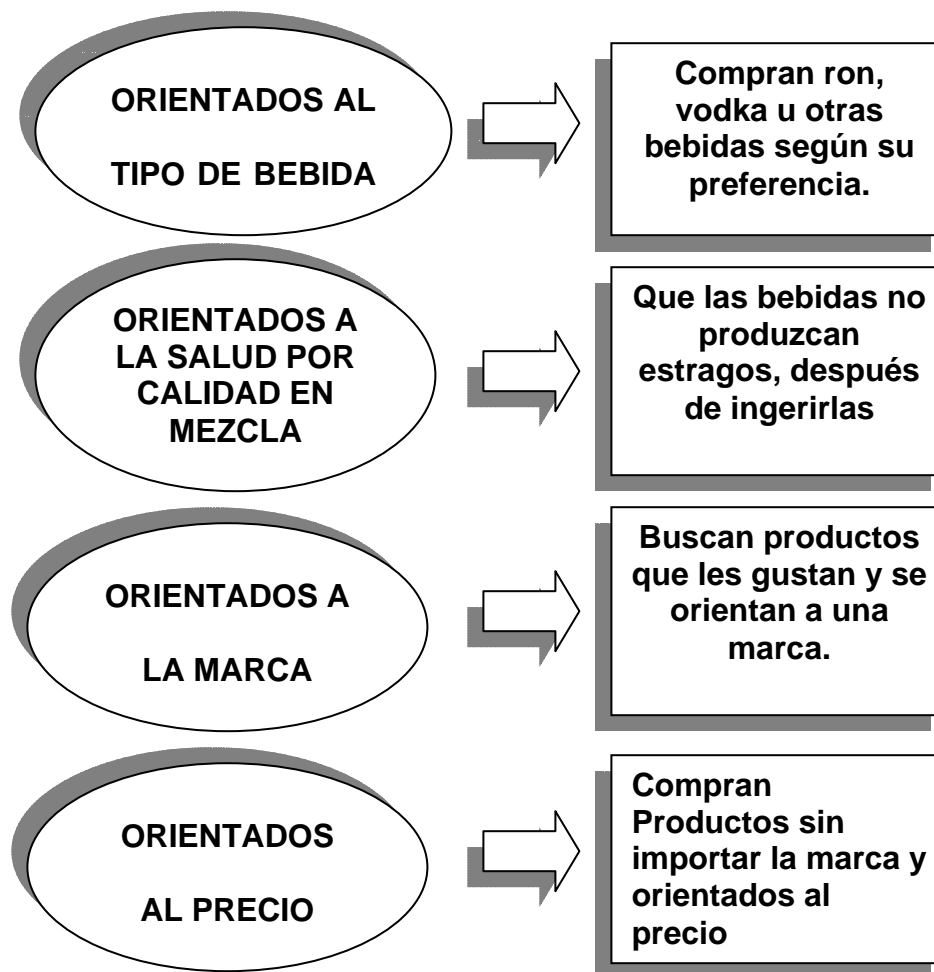 ORIENTADOS AL
TIPO DE BEBIDA
Compran ron,
vodka u otras
bebidas según su
preferencia.
ORIENTADOS A
LA SALUD POR
CALIDAD EN
MEZCLA
Que las bebidas no
produzcan
estragos, después
de ingerirlas
ORIENTADOS A
LA MARCA
Buscan productos
que les gustan y se
orientan a una
marca.
ORIENTADOS
AL PRECIO
Compran
Productos sin
importar la marca y
orientados al
precio